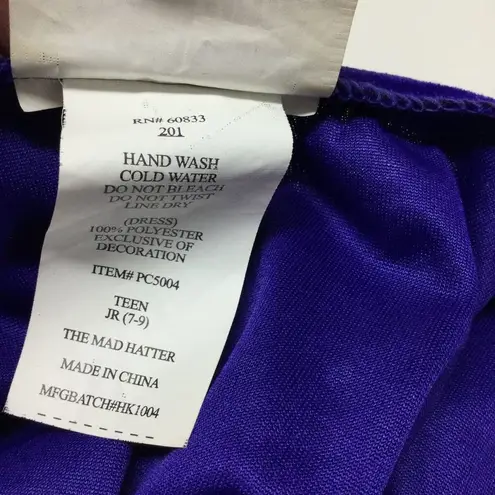 RN# 60833
201
HAND WASH
COLD WATER
DO NOT BLEACH
DO NOT TWIST
LINE DRY
(DRESS)
100% POLYESTER
EXCLUSIVE OF
DECORATION
ITEM# PC5004
TEEN
JR (7-9)
THE MAD HATTER
MADE IN CHINA
MFGBATCH#HK1004